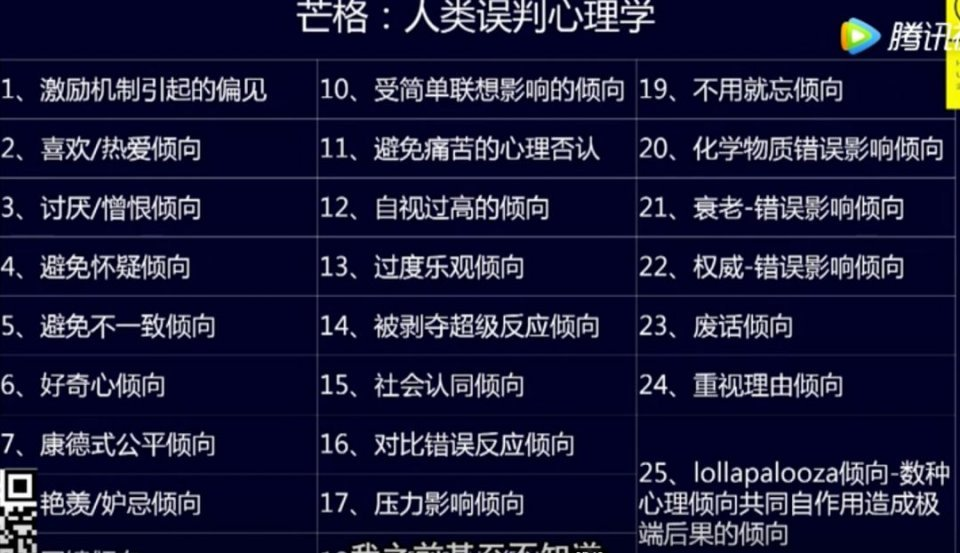 芒格：人类误判心理学
腾讯
1、激励机制引起的偏见
10、受简单联想影响的倾向
19、不用就忘倾向
2、喜欢/热爱倾向
11、避免痛苦的心理否认
20、化学物质错误影响倾向
3、讨厌/憎恨倾向
12、自视过高的倾向
21、衰老-错误影响倾向
4、避免怀疑倾向
13、过度乐观倾向
22、权威-错误影响倾向
5、避免不一致倾向
14、被剥夺超级反应倾向
23、废话倾向
6、好奇心倾向
15、社会认同倾向
24、重视理由倾向
7、康德式公平倾向
16、对比错误反应倾向
25、lollapalooza倾向-数种
心理倾向共同自作用造成极
端后果的倾向
艳羡/妒忌倾向
17、压力影响倾向
我之前甚至不知道